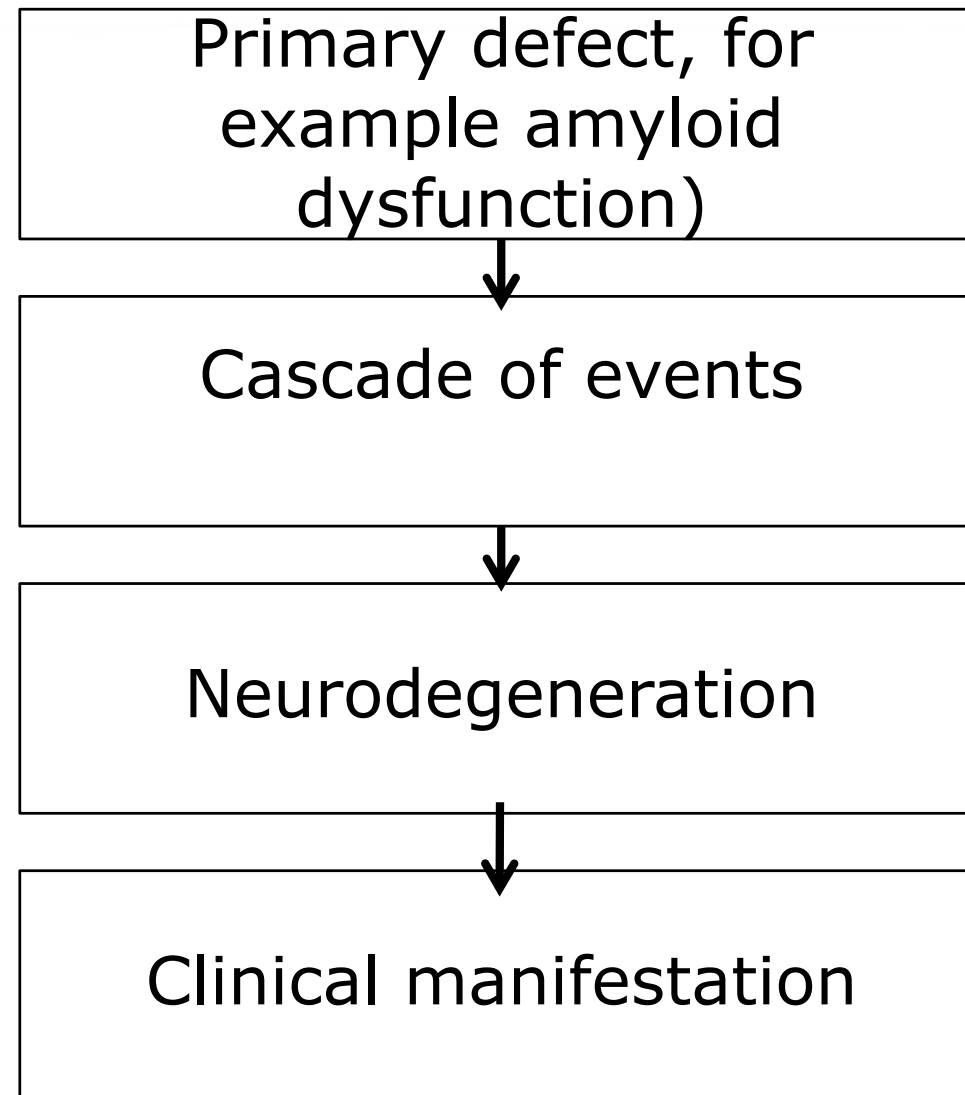 Primary defect, for
example amyloid
dysfunction)
Cascade of events
Neurodegeneration
Clinical manifestation